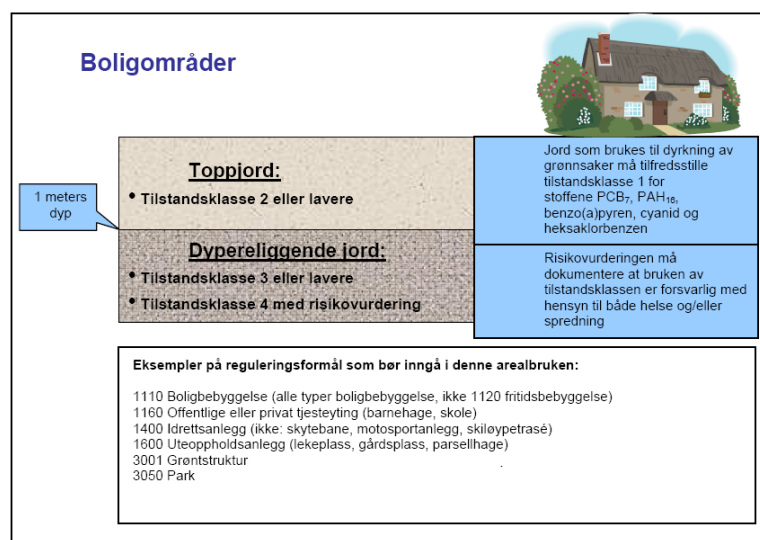 Boligområder
Toppjord:
• Tilstandsklasse 2 eller lavere
Jord som brukes til dyrkning av
grønnsaker må tilfredsstille
tilstandsklasse 1 for
stoffene PCB₇, PAH₁₆,
benzo(a)pyren, cyanid og
heksaklorbenzen
1 meters
dyp
Dypereliggende jord:
• Tilstandsklasse 3 eller lavere
• Tilstandsklasse 4 med risikovurdering
Risikovurderingen må
dokumentere at bruken av
tilstandsklassen er forsvarlig med
hensyn til både helse og/eller
spredning
Eksempler på reguleringsformål som bør inngå i denne arealbruken:
1110 Boligbebyggelse (alle typer boligbebyggelse, ikke 1120 fritidsbebyggelse)
1160 Offentlige eller privat tjesteyting (barnehage, skole)
1400 Idrettsanlegg (ikke: skytebane, motosportanlegg, skiløypetrasé)
1600 Uteoppholdsanlegg (lekeplass, gårdsplass, parsellhage)
3001 Grøntstruktur
3050 Park